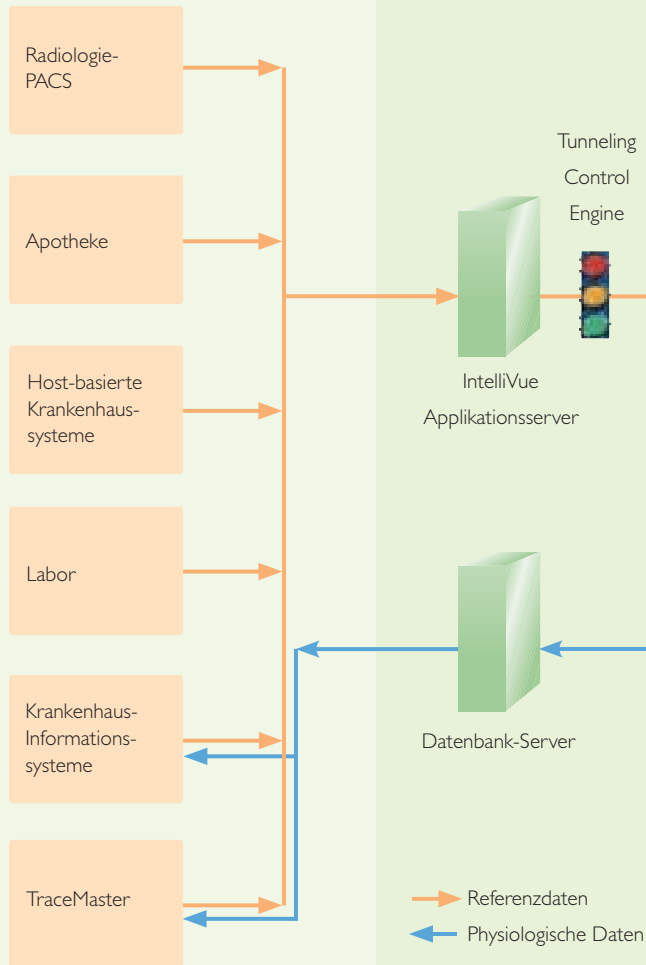 Radiologie-
PACS
Apotheke
Host-basierte
Krankenhaus-
systeme
Labor
Krankenhaus-
Informations-
systeme
TraceMaster
Tunneling
Control
Engine
IntelliVue
Applikationsserver
Datenbank-Server
Referenzdaten
Physiologische Daten